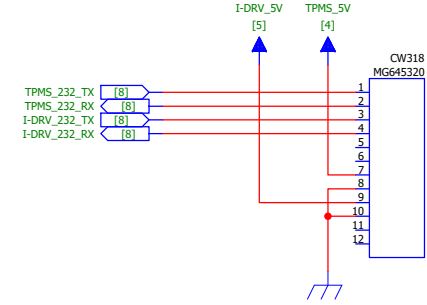 I-DRV_5V TPMS_5V
[5] [4]
CW318
MG645320
TPMS_232_TX [8] 1
TPMS_232_RX [8] 2
I-DRV_232_TX [8] 3
I-DRV_232_RX [8] 4
5
6
7
8
9
10
11
12